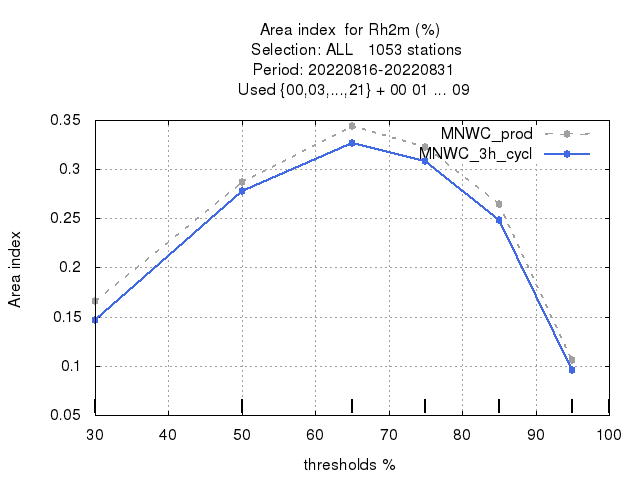 Area index  for Rh2m (%)
Selection: ALL   1053 stations
Period: 20220816-20220831
Used {00,03,...,21} + 00 01 ... 09
0.35
0.3
0.25
0.2
0.15
0.1
0.05
Area index
MNWC_prod
MNWC_3h_cycl
30 40 50 60 70 80 90 100
thresholds %